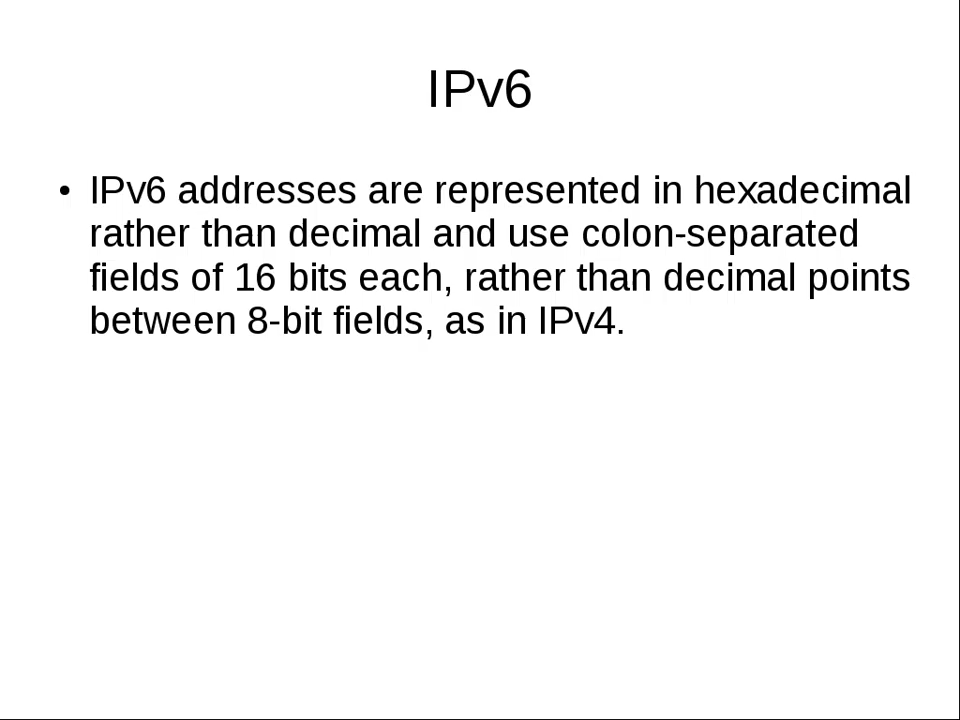 IPv6
• IPv6 addresses are represented in hexadecimal
rather than decimal and use colon-separated
fields of 16 bits each, rather than decimal points
between 8-bit fields, as in IPv4.